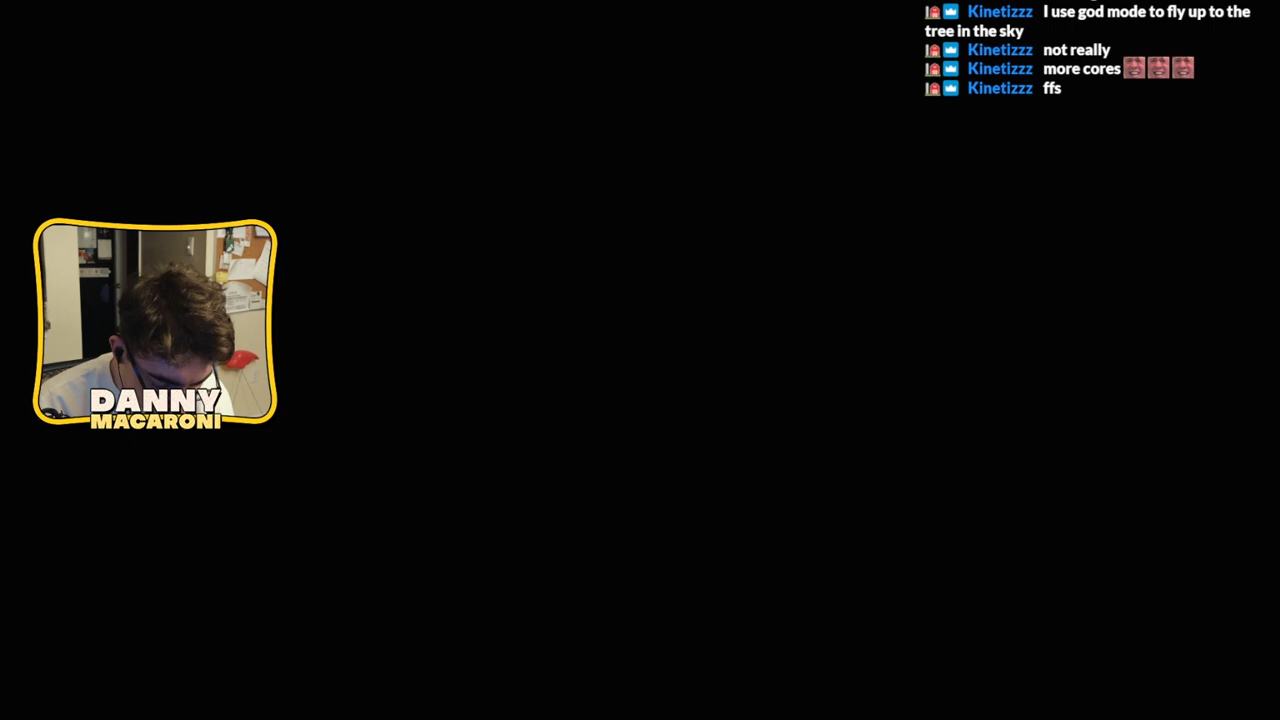 Kinetizzz I use god mode to fly up to the
tree in the sky
Kinetizzz not really
Kinetizzz more cores
Kinetizzz ffs
DANNY
MACARONI